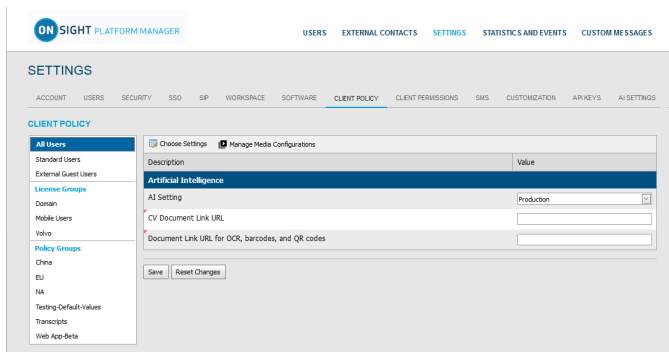 ON SIGHT PLATFORM MANAGER
USERS EXTERNAL CONTACTS SETTINGS STATISTICS AND EVENTS CUSTOM MESSAGES
SETTINGS
ACCOUNT USERS SECURITY SSO SIP WORKSPACE SOFTWARE CLIENT POLICY CLIENT PERMISSIONS SMS CUSTOMIZATION API KEYS AI SETTINGS
CLIENT POLICY
All Users
Standard Users
External Guest Users
License Groups
Domain
Mobile Users
Volvo
Policy Groups
China
EU
NA
Testing-Default-Values
Transcripts
Web App-Beta
Choose Settings Manage Media Configurations
Description Value
Artificial Intelligence
AI Setting Production
CV Document Link URL
Document Link URL for OCR, barcodes, and QR codes
Save Reset Changes